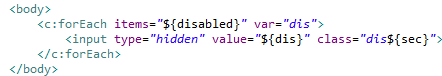 <body>
<c:forEach items="${disabled}" var="dis">
<input type="hidden" value="${dis}" class="dis${sec}">
</c:forEach>
</body>